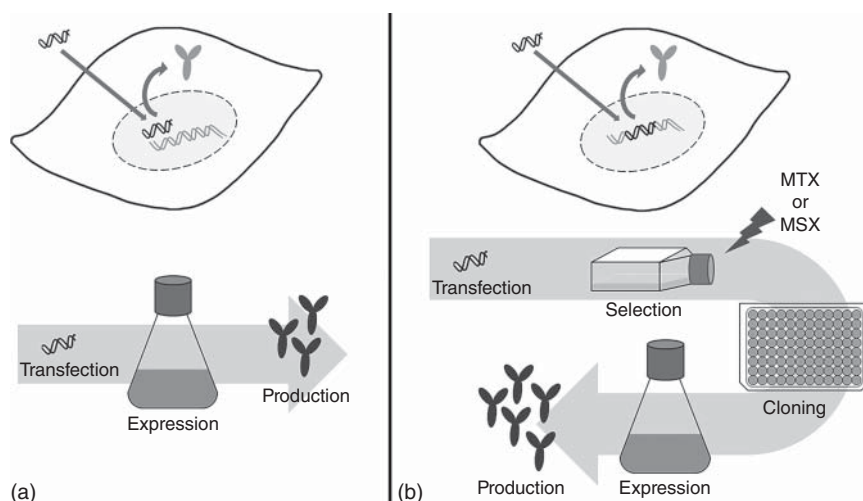 Transfection
Expression
Production
(a)
MTX
or
MSX
Transfection
Selection
Cloning
Production
Expression
(b)